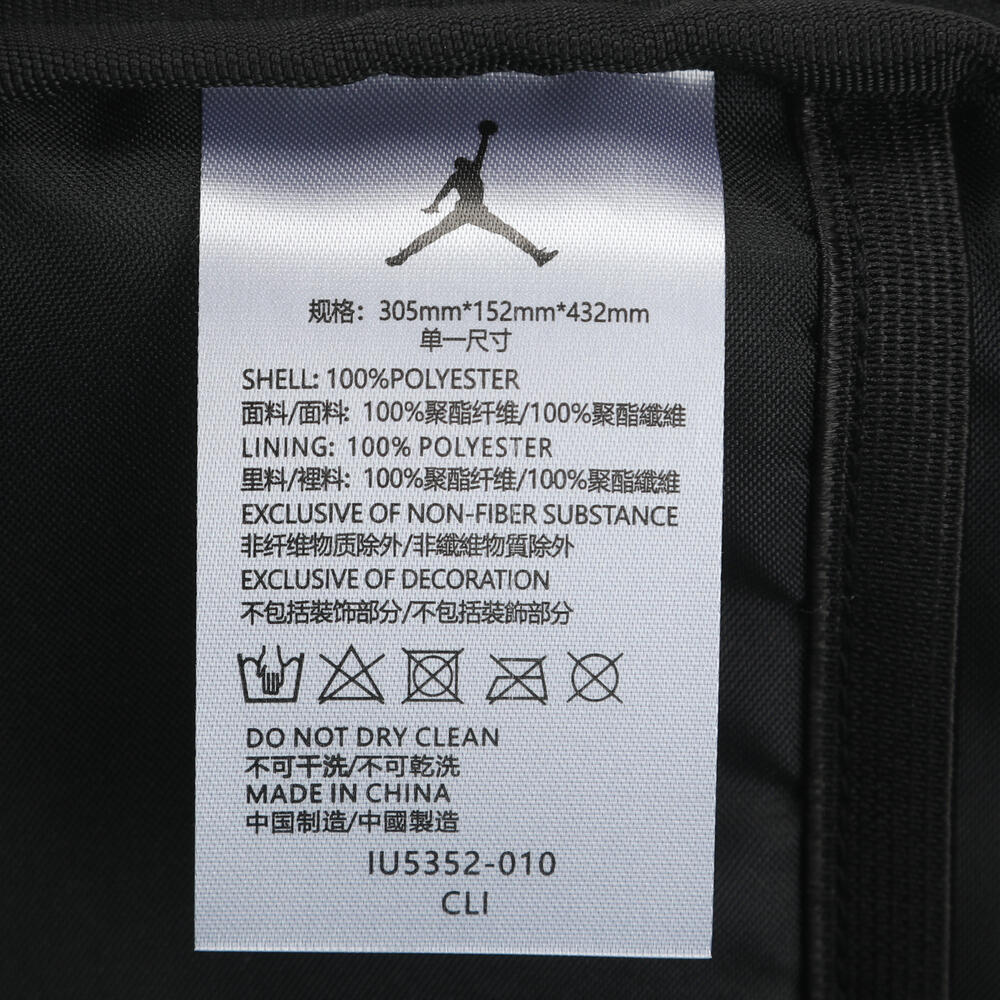 规格：305mm*152mm*432mm
单一尺寸
SHELL: 100%POLYESTER
面料/面料: 100%聚酯纤维/100%聚酯纖維
LINING: 100% POLYESTER
里料/裡料: 100%聚酯纤维/100%聚酯纖維
EXCLUSIVE OF NON-FIBER SUBSTANCE
非纤维物质除外/非纖維物質除外
EXCLUSIVE OF DECORATION
不包括裝饰部分/不包括裝飾部分
DO NOT DRY CLEAN
不可干洗/不可乾洗
MADE IN CHINA
中国制造/中國製造
IU5352-010
CLI